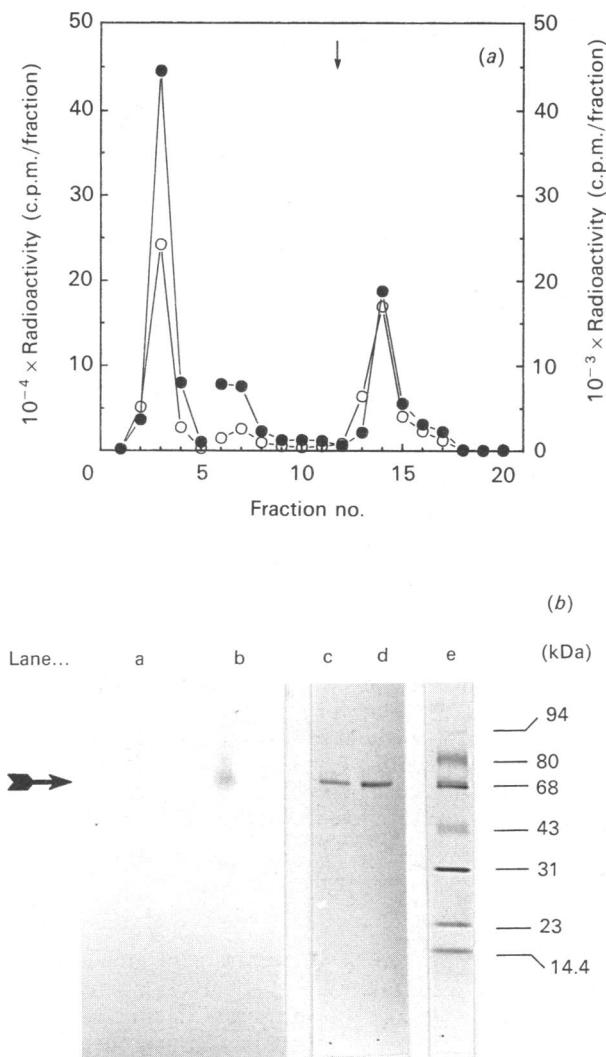 (a)
50
40
30
20
10
0
10⁻⁴ × Radioactivity (c.p.m./fraction)
50
40
30
20
10
0
10⁻³ × Radioactivity (c.p.m./fraction)
0 5 10 15 20
Fraction no.
(b)
Lane... a b c d e (kDa)
94
80
68
43
31
23
14.4